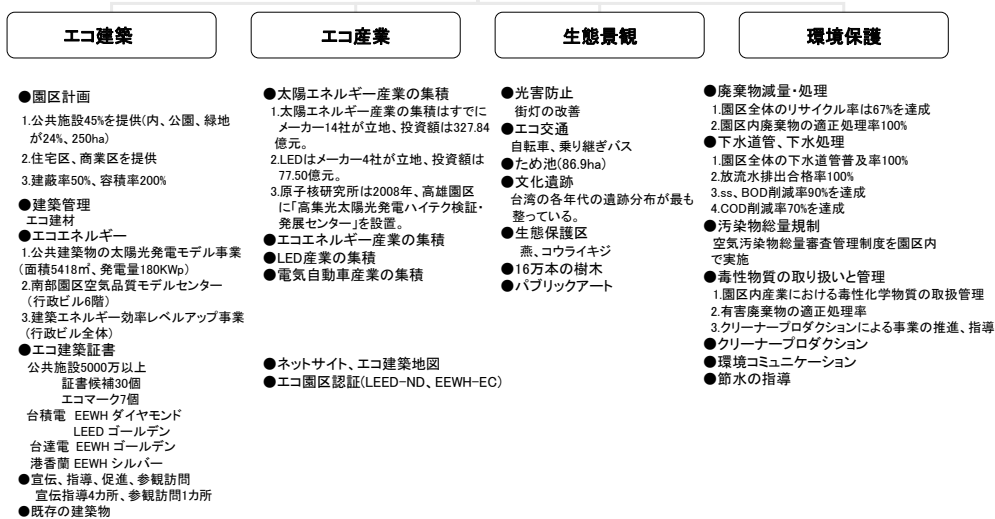 エコ建築
●園区計画
1.公共施設45%を提供(内、公園、緑地
が24%、250ha)
2.住宅区、商業区を提供
3.建蔽率50%、容積率200%
●建築管理
エコ建材
●エコエネルギー
1.公共建築物の太陽光発電モデル事業
(面積5418㎡、発電量180KWp)
2.南部園区空気品質モデルセンター
(行政ビル6階)
3.建築エネルギー効率レベルアップ事業
(行政ビル全体)
●エコ建築証書
公共施設5000万以上
証書候補30個
エコマーク7個
台積電 EEWH ダイヤモンド
LEED ゴールデン
台達電 EEWH ゴールデン
港香蘭 EEWH シルバー
●宣伝、指導、促進、参観訪問
宣伝指導4カ所、参観訪問1カ所
●既存の建築物
エコ産業
●太陽エネルギー産業の集積
1.太陽エネルギー産業の集積はすでに
メーカー14社が立地、投資額は327.84
億元。
2.LEDはメーカー4社が立地、投資額は
77.50億元。
3.原子核研究所は2008年、高雄園区
に「高集光太陽光発電ハイテク検証・
発展センター」を設置。
●エコエネルギー産業の集積
●LED産業の集積
●電気自動車産業の集積
●ネットサイト、エコ建築地図
●エコ園区認証(LEED-ND、EEWH-EC)
生態景観
●光害防止
街灯の改善
●エコ交通
自転車、乗り継ぎバス
●ため池(86.9ha)
●文化遺跡
台湾の各年代の遺跡分布が最も
整っている。
●生態保護区
燕、コウライキジ
●16万本の樹木
●パブリックアート
環境保護
●廃棄物減量・処理
1.園区全体のリサイクル率は67%を達成
2.園区内廃棄物の適正処理率100%
●下水道管、下水処理
1.園区全体の下水道管普及率100%
2.放流水排出合格率100%
3.ss、BOD削減率90%を達成
4.COD削減率70%を達成
●汚染物総量規制
空気汚染物総量審査管理制度を園区内
で実施
●毒性物質の取り扱いと管理
1.園区内産業における毒性化学物質の取扱管理
2.有害廃棄物の適正処理率
3.クリーナープロダクションによる事業の推進、指導
●クリーナープロダクション
●環境コミュニケーション
●節水の指導